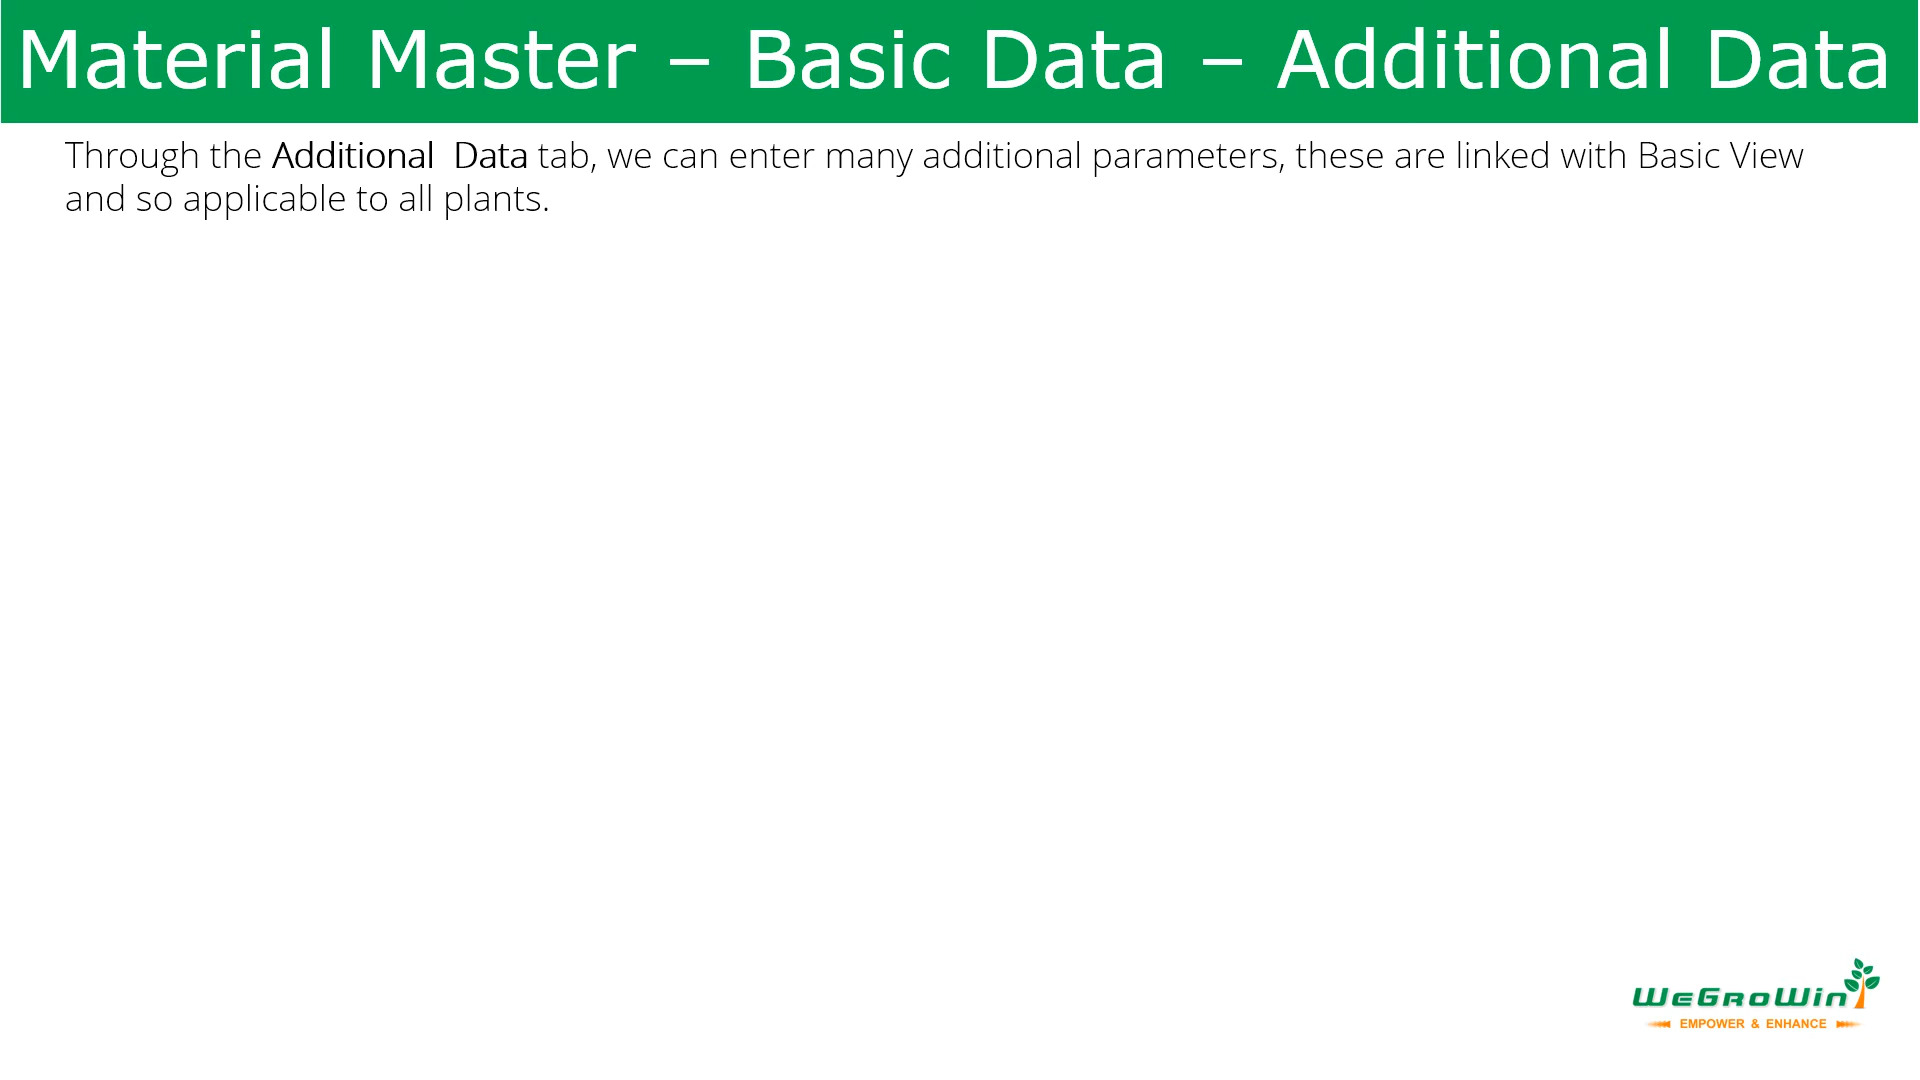 Material Master – Basic Data – Additional Data
Through the Additional  Data tab, we can enter many additional parameters, these are linked with Basic View
and so applicable to all plants.
WeGroWin
EMPOWER & ENHANCE